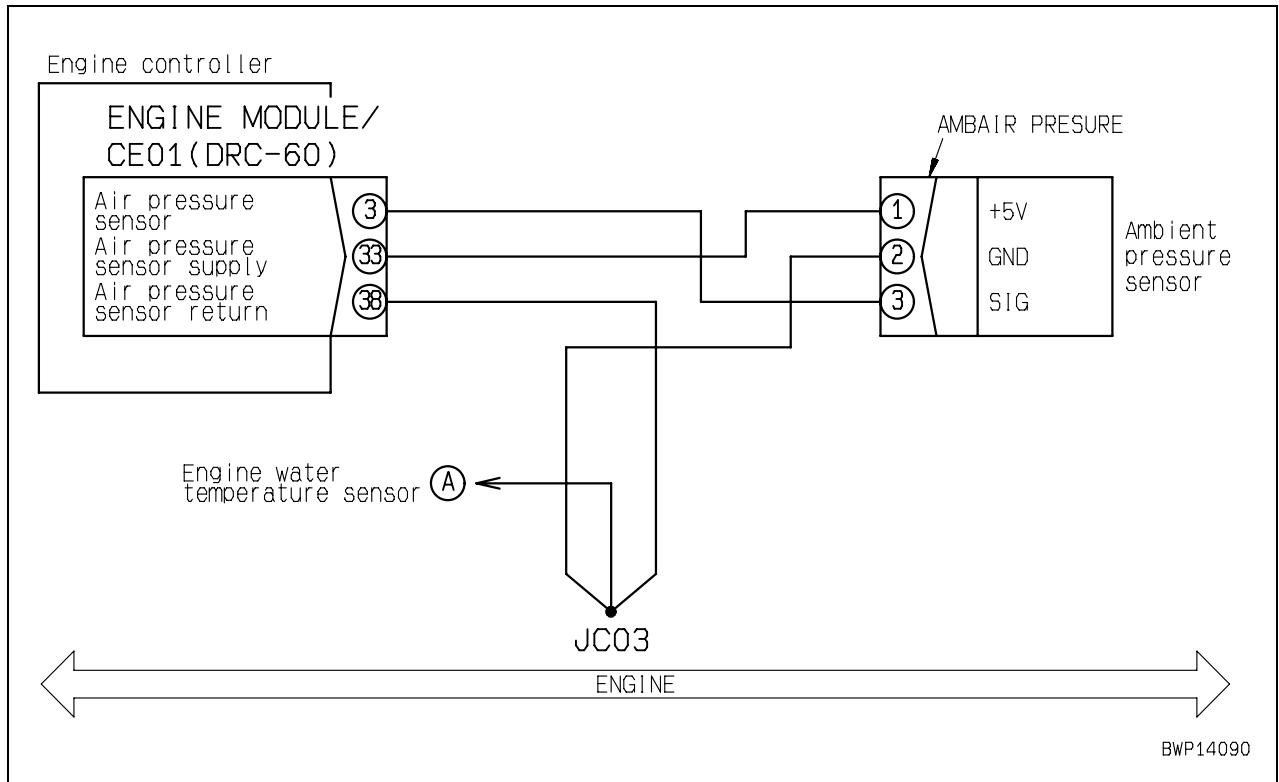 Engine controller
ENGINE MODULE/
CE01(DRC-60)
Air pressure
sensor
Air pressure
sensor supply
Air pressure
sensor return
3
33
38
AMBAIR PRESURE
1
2
3
+5V
GND
SIG
Ambient
pressure
sensor
Engine water
temperature sensor
A
JC03
ENGINE
BWP14090